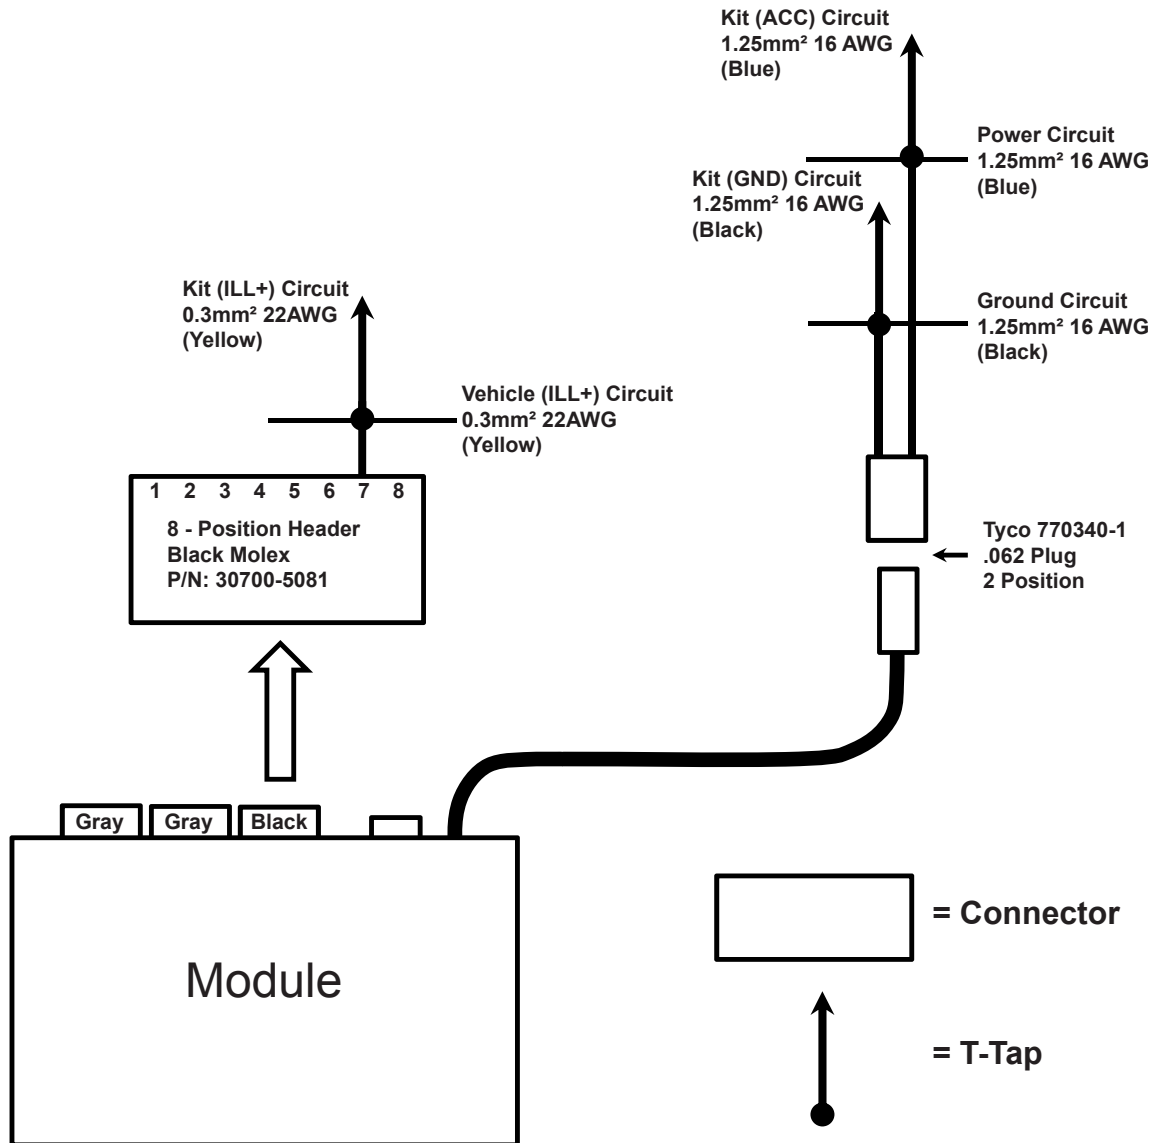 Kit (ACC) Circuit
1.25mm² 16 AWG
(Blue)
Power Circuit
1.25mm² 16 AWG
(Blue)
Kit (GND) Circuit
1.25mm² 16 AWG
(Black)
Kit (ILL+) Circuit
0.3mm² 22AWG
(Yellow)
Ground Circuit
1.25mm² 16 AWG
(Black)
Vehicle (ILL+) Circuit
0.3mm² 22AWG
(Yellow)
1 2 3 4 5 6 7 8
8 - Position Header
Black Molex
P/N: 30700-5081
Tyco 770340-1
.062 Plug
2 Position
Gray Gray Black
Module
= Connector
= T-Tap